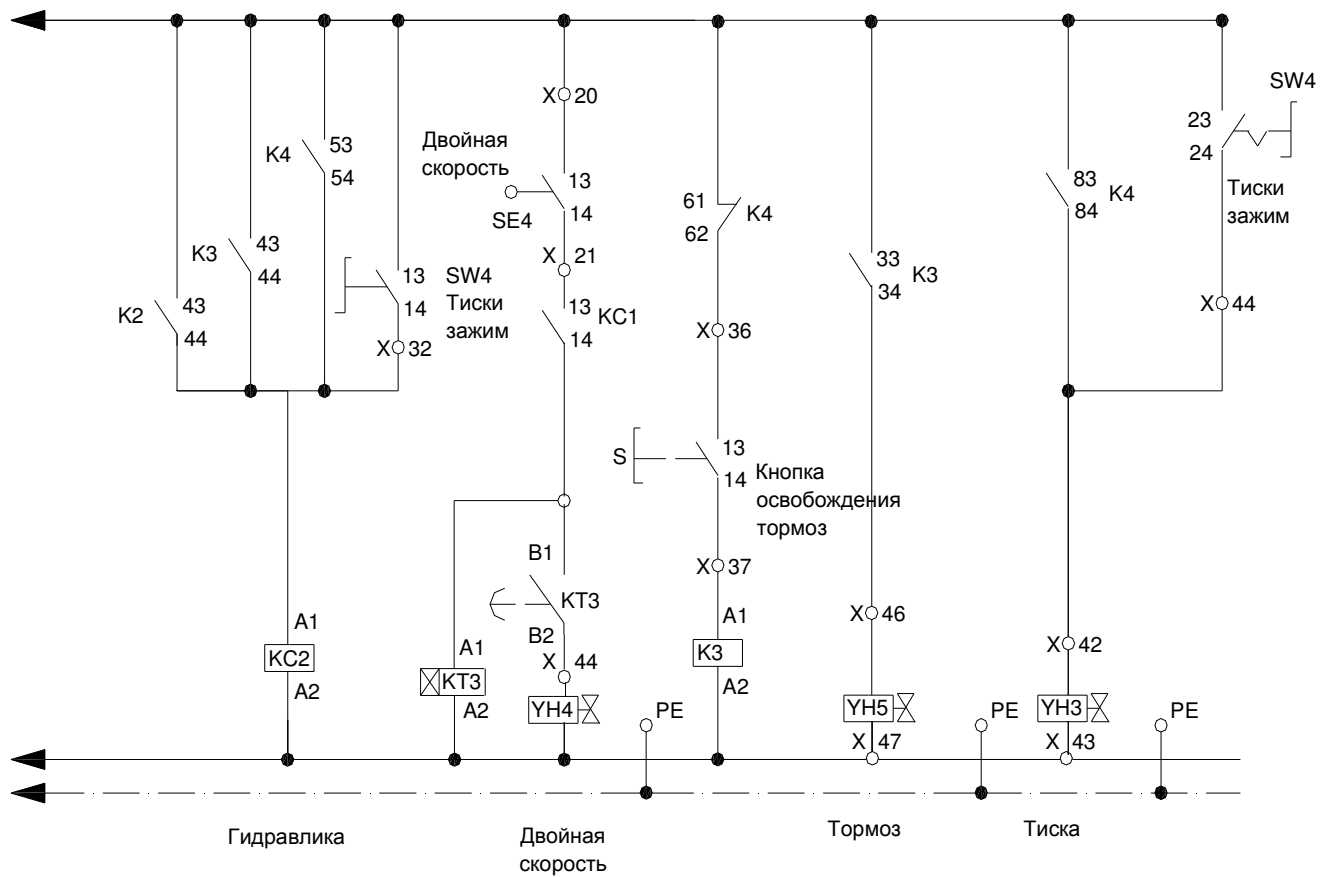 X 20
SW4
23
24
Тиски
зажим
Двойная
скорость
13
14
SE4
K4
53
54
61
62
K4
83
84
K4
K3
43
44
X 21
33
34
K3
SW4
Тиски
зажим
13
14
X 32
K2
43
44
13
14
KC1
X 36
X 44
S
13
14
Кнопка
освобождения
тормоз
B1
KT3
B2
X 44
X 37
X 46
A1
KC2
A2
A1
KT3
A2
YH4
A1
K3
A2
X 42
PE
YH5
X 47
PE
YH3
X 43
PE
Гидравлика
Двойная
скорость
Тормоз
Тиска